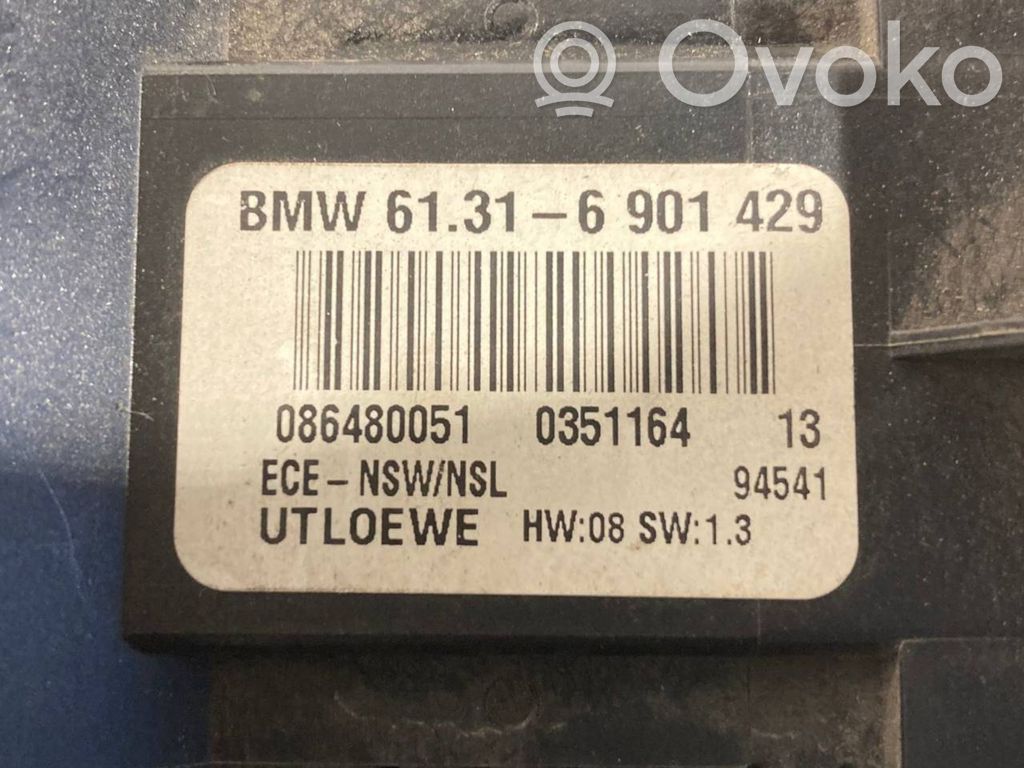 Ovoko
BMW 61.31-6 901 429
086480051 0351164 13
ECE-NSW/NSL 94541
UTLOEWE HW:08 SW:1.3